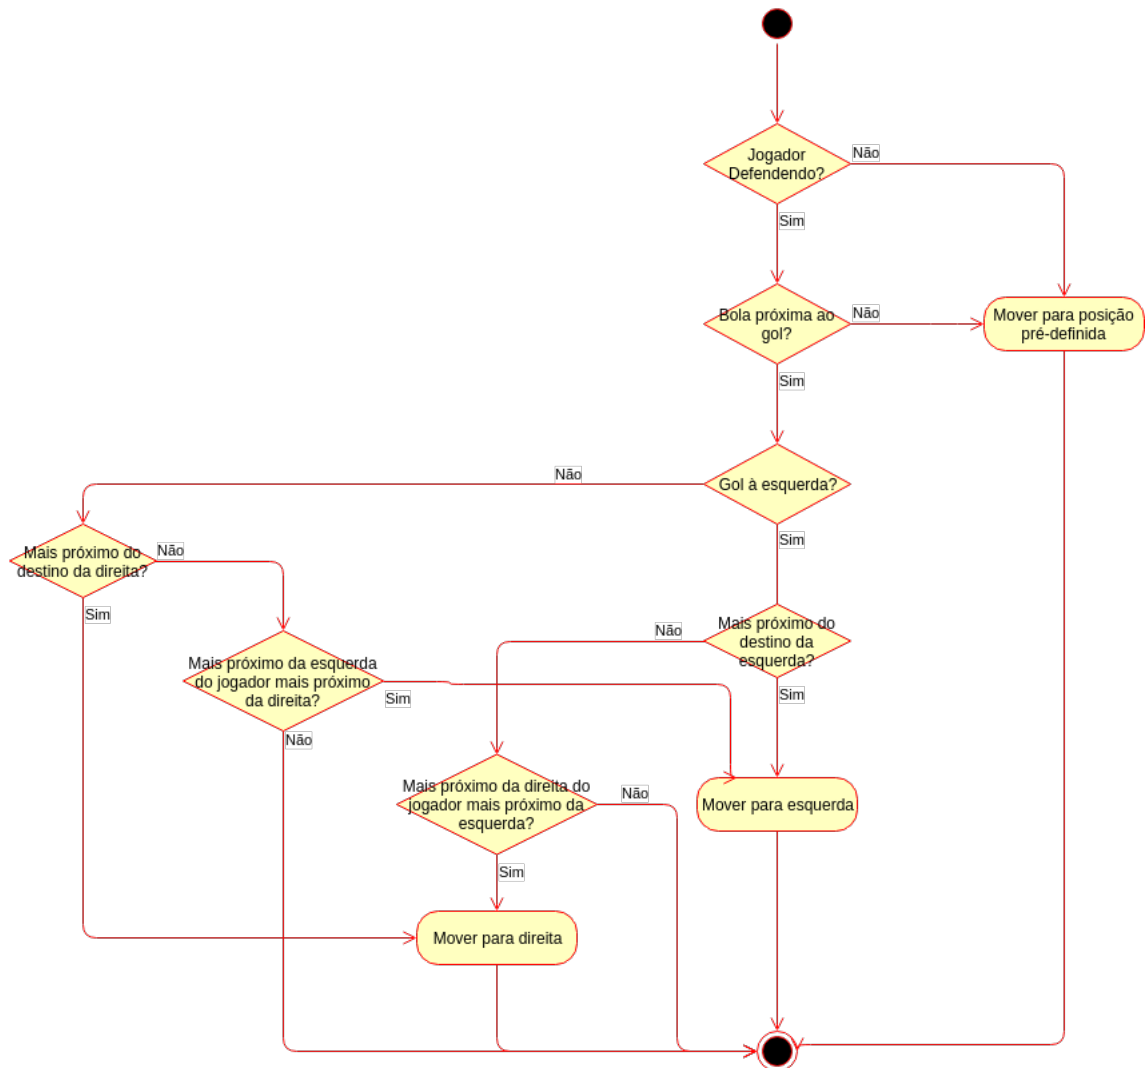 Jogador
Defendendo?
Não
Sim
Bola próxima ao
gol?
Não
Mover para posição
pré-definida
Sim
Gol à esquerda?
Não
Sim
Mais próximo do
destino da direita?
Não
Sim
Mais próximo do
destino da
esquerda?
Não
Sim
Mais próximo da esquerda
do jogador mais próximo
da direita?
Sim
Não
Mais próximo da direita do
jogador mais próximo da
esquerda?
Não
Sim
Mover para esquerda
Mover para direita